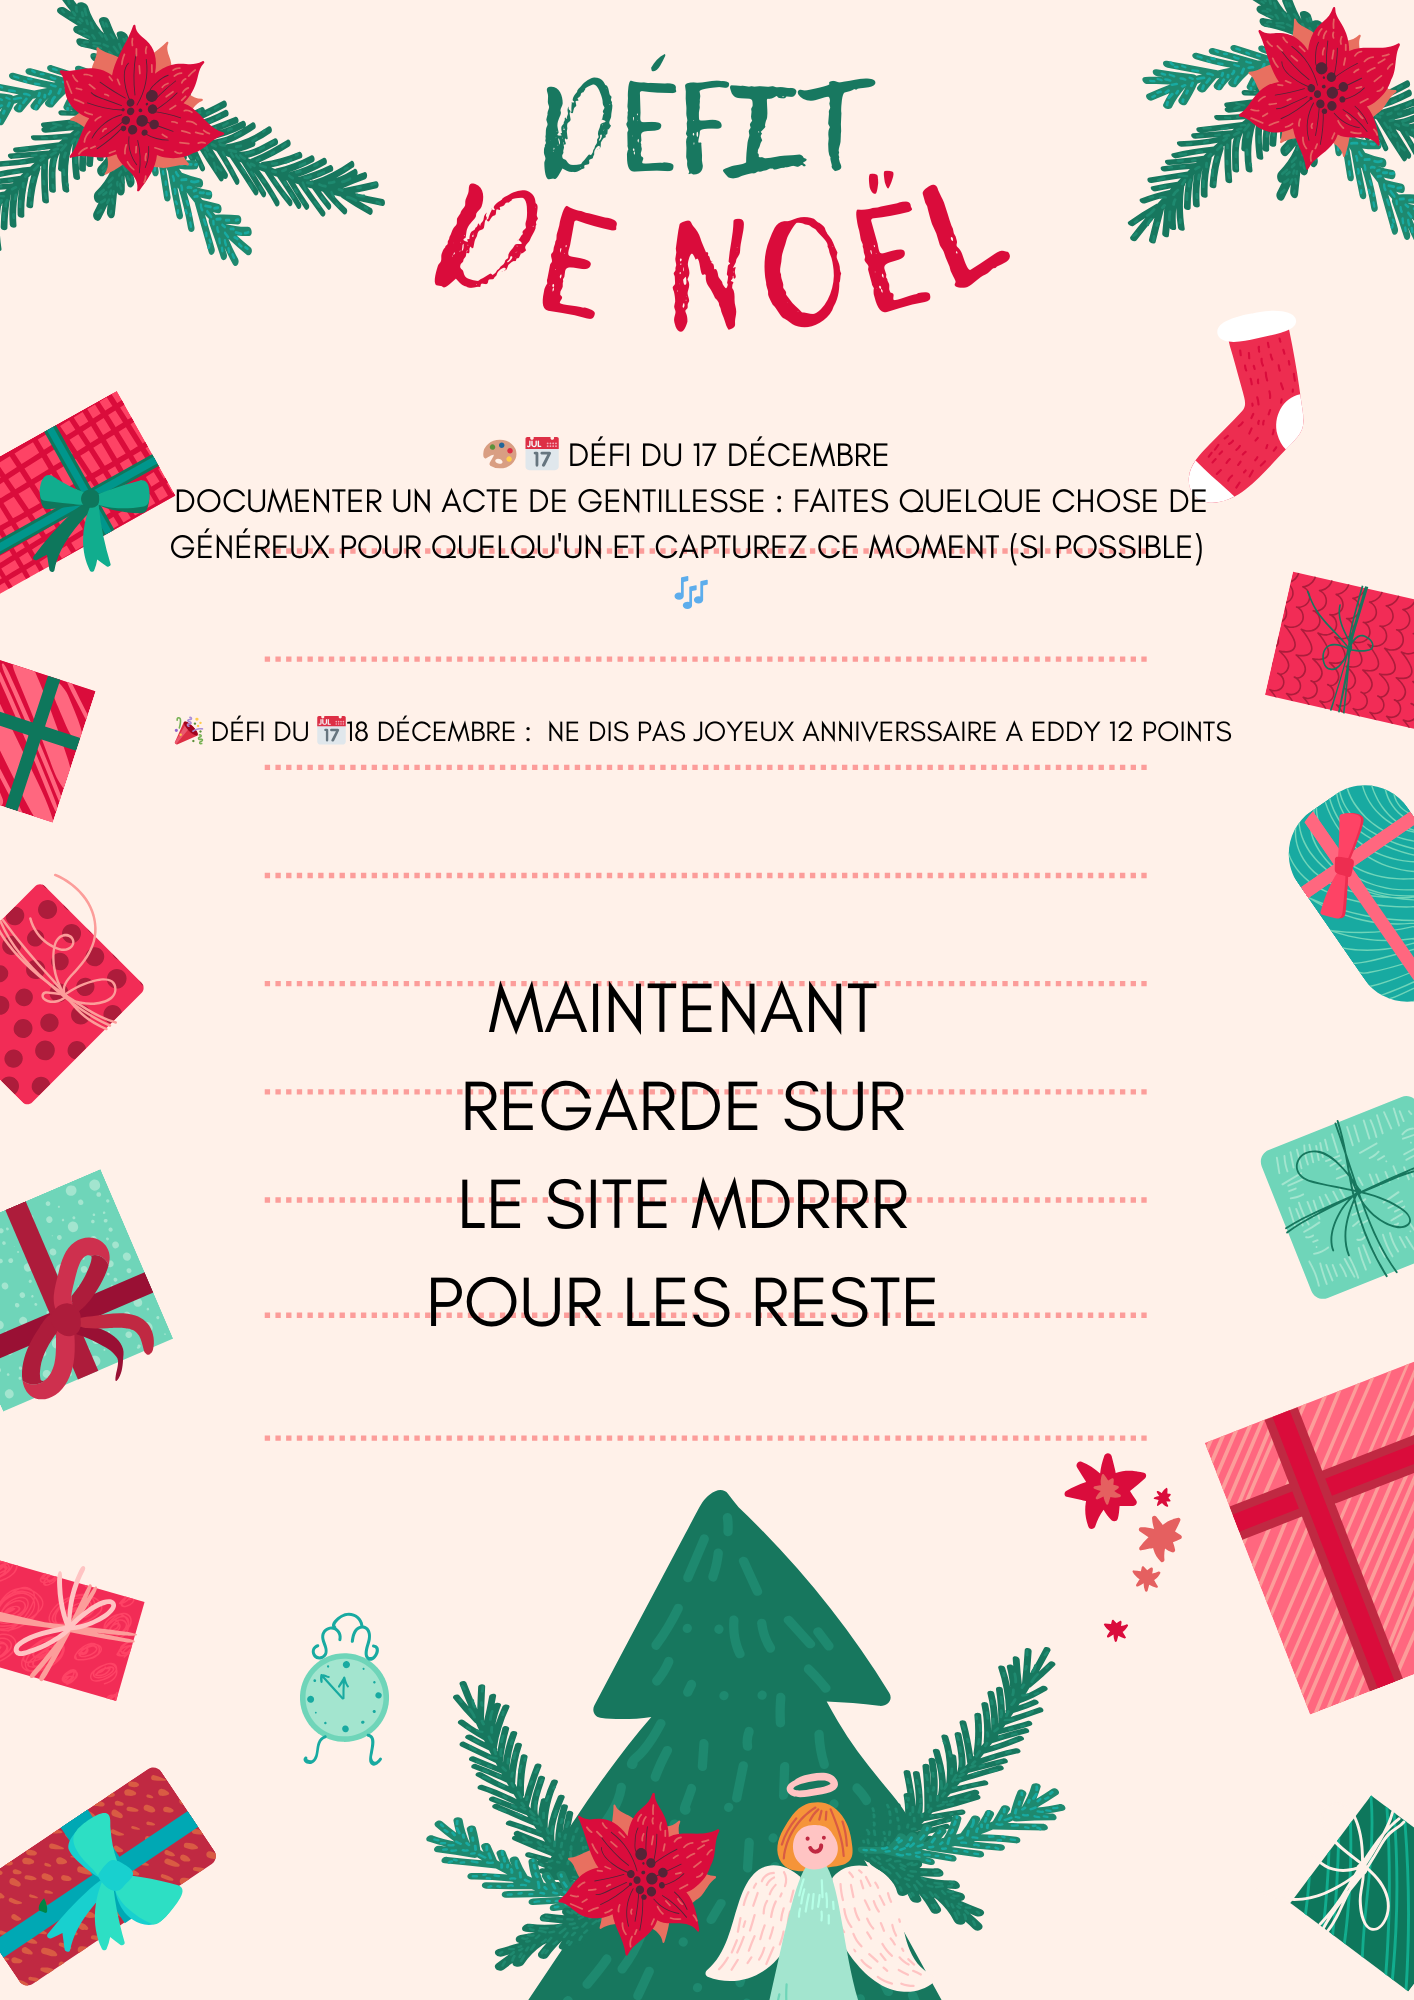 DÉFIT
DE NOËL
🎨📅 DÉFI DU 17 DÉCEMBRE
DOCUMENTER UN ACTE DE GENTILLESSE : FAITES QUELQUE CHOSE DE
GÉNÉREUX POUR QUELQU'UN ET CAPTUREZ CE MOMENT (SI POSSIBLE)
🎶
🎉 DÉFI DU 📅18 DÉCEMBRE : NE DIS PAS JOYEUX ANNIVERSSAIRE A EDDY 12 POINTS
MAINTENANT
REGARDE SUR
LE SITE MDRRR
POUR LES RESTE